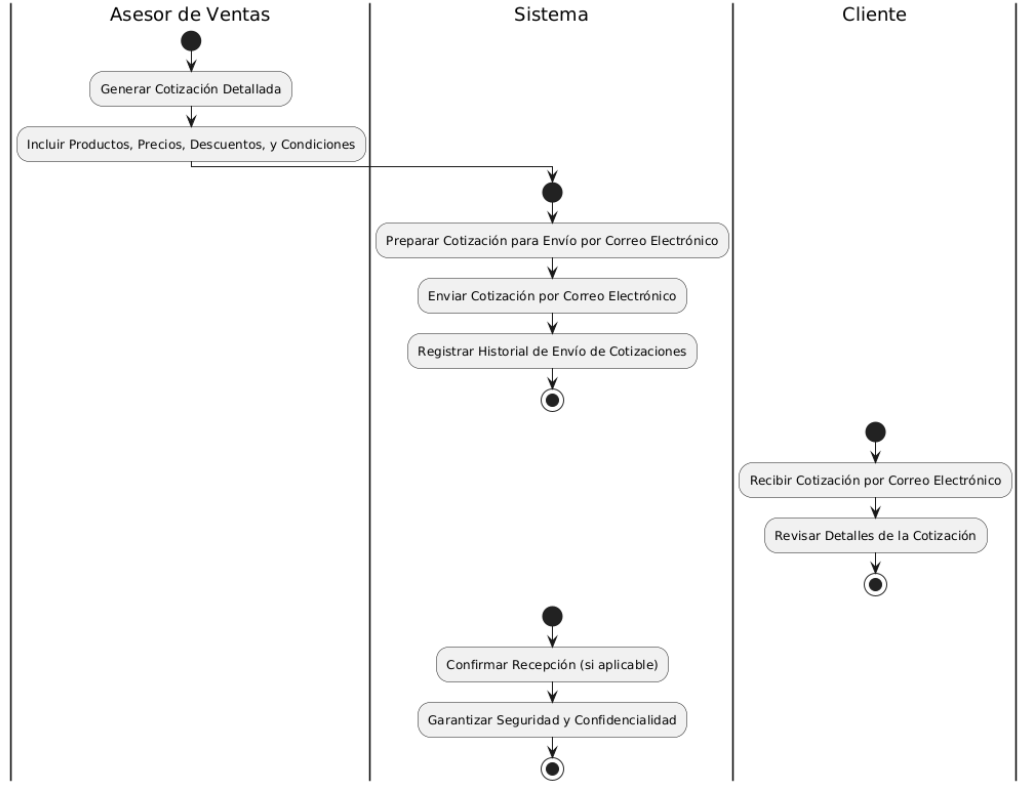 Asesor de Ventas
Sistema
Cliente
Generar Cotización Detallada
Incluir Productos, Precios, Descuentos, y Condiciones
Preparar Cotización para Envío por Correo Electrónico
Enviar Cotización por Correo Electrónico
Registrar Historial de Envío de Cotizaciones
Recibir Cotización por Correo Electrónico
Revisar Detalles de la Cotización
Confirmar Recepción (si aplicable)
Garantizar Seguridad y Confidencialidad